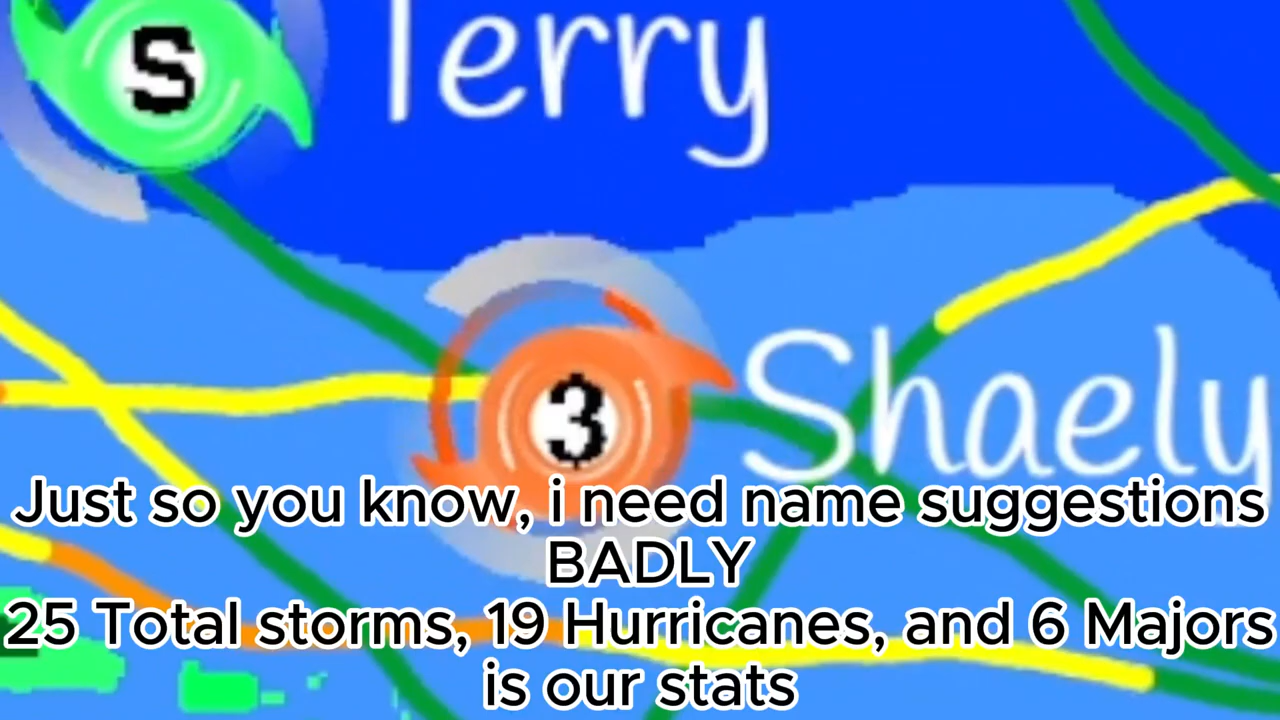 S Terry
3 Shaely
Just so you know, i need name suggestions
BADLY
25 Total storms, 19 Hurricanes, and 6 Majors
is our stats